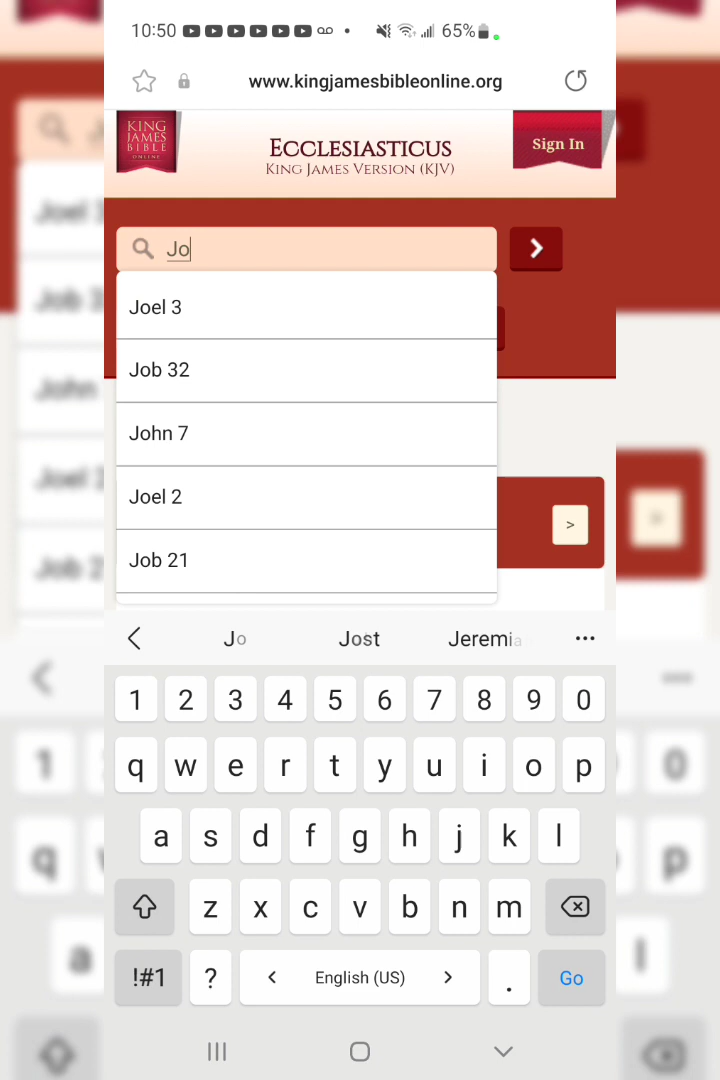 10:50 65%
www.kingjamesbibleonline.org
KING
JAMES
BIBLE
ONLINE
ECCLESIASTICUS
KING JAMES VERSION (KJV)
Sign In
Jo
Joel 3
Job 32
John 7
Joel 2
Job 21
>
Jo Jost Jeremia
1 2 3 4 5 6 7 8 9 0
q w e r t y u i o p
a s d f g h j k l
z x c v b n m
!#1 ? < English (US) > . Go